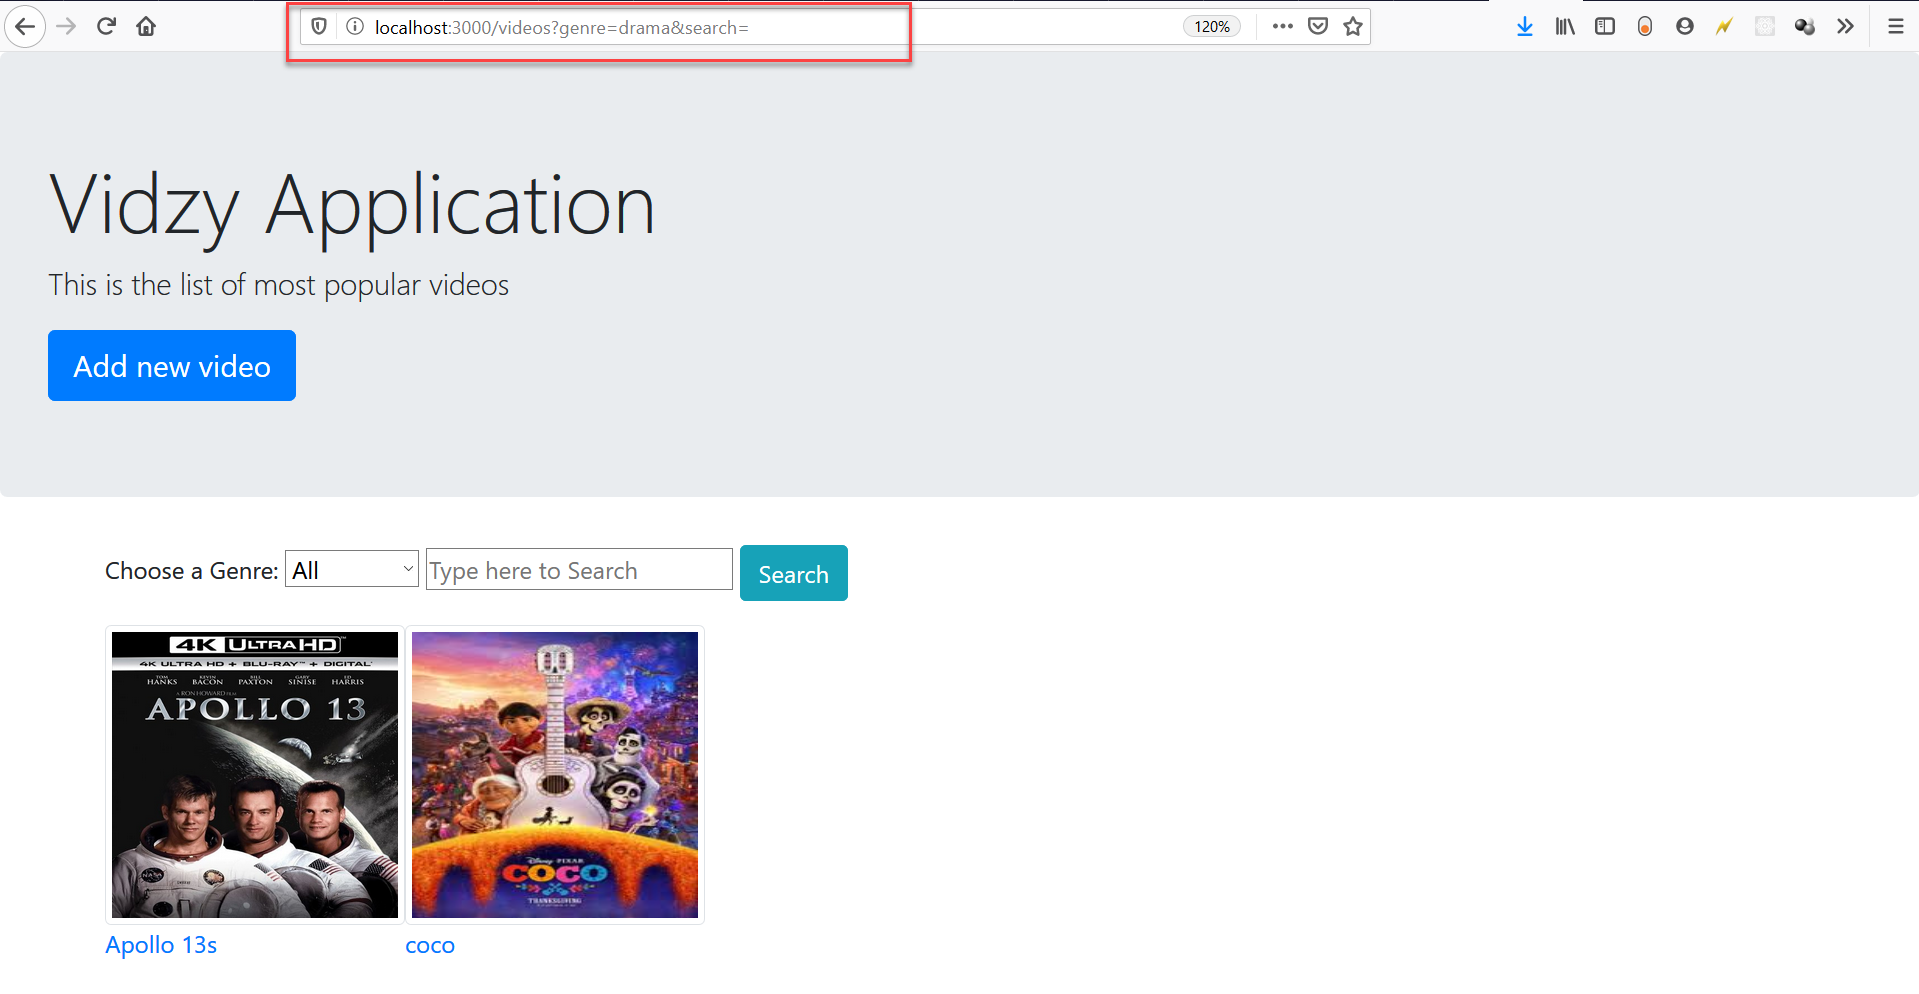 localhost:3000/videos?genre=drama&search=
120%
Vidzy Application
This is the list of most popular videos
Add new video
Choose a Genre: All Type here to Search Search
4K ULTRA HD™
4K ULTRA HD + BLU-RAY™ + DIGITAL
TOM HANKS KEVIN BACON BILL PAXTON GARY SINISE ED HARRIS
A RON HOWARD FILM
APOLLO 13
NASA
Disney PIXAR
COCO
THANKSGIVING
Apollo 13s coco